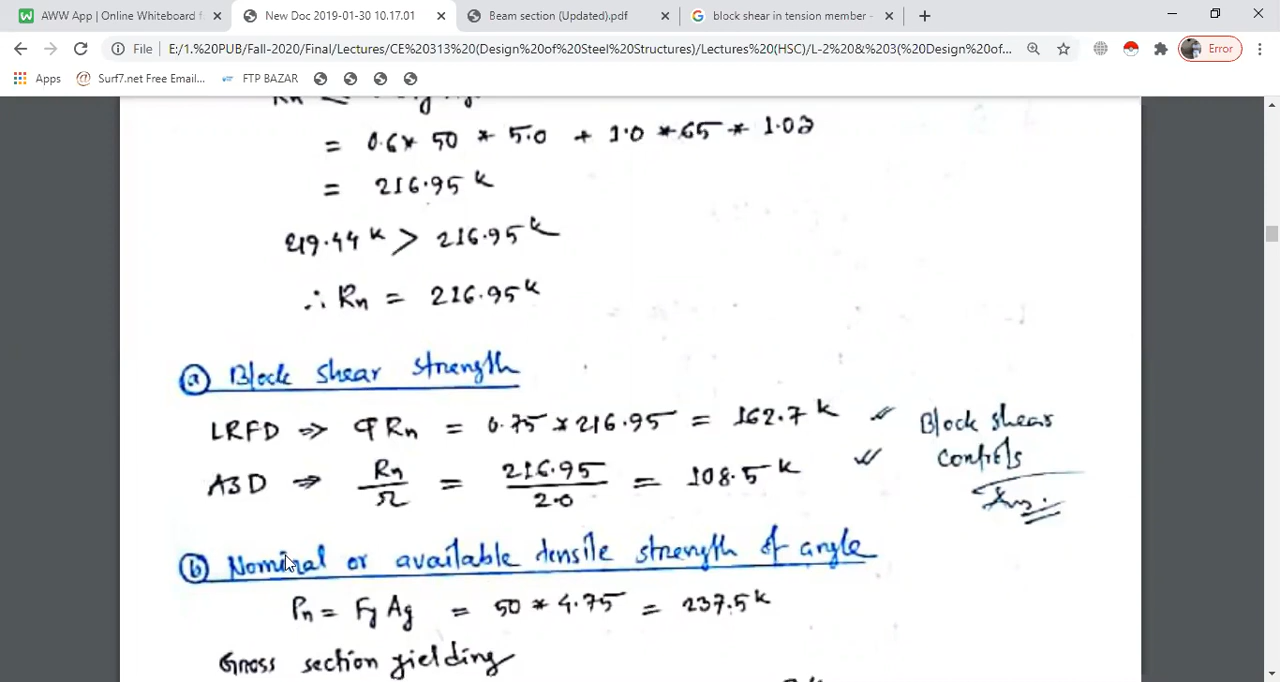 AWW App | Online Whiteboard f
New Doc 2019-01-30 10.17.01
Beam section (Updated).pdf
block shear in tension member -
File
E:/1.%20PUB/Fall-2020/Final/Lectures/CE%20313%20(Design%20of%20Steel%20Structures)/Lectures%20(HSC)/L-2%20&%203(%20Design%20of...
Error
Apps
Surf7.net Free Email...
FTP BAZAR
= 0.6* 50 * 5.0 + 1.0 * 65 * 1.03
= 216.95 k
219.44 k > 216.95 k
∴ Rn = 216.95 k
(a) Block shear strength
LRFD ⇒ φ Rn = 0.75 * 216.95 = 162.7 k ✓
ASD ⇒ Rn/Ω = 216.95/2.0 = 108.5 k ✓
Block shear
controls
Ans.
(b) Nominal or available tensile strength of angle
Pn = Fy Ag = 50 * 4.75 = 237.5 k
Gross section yielding